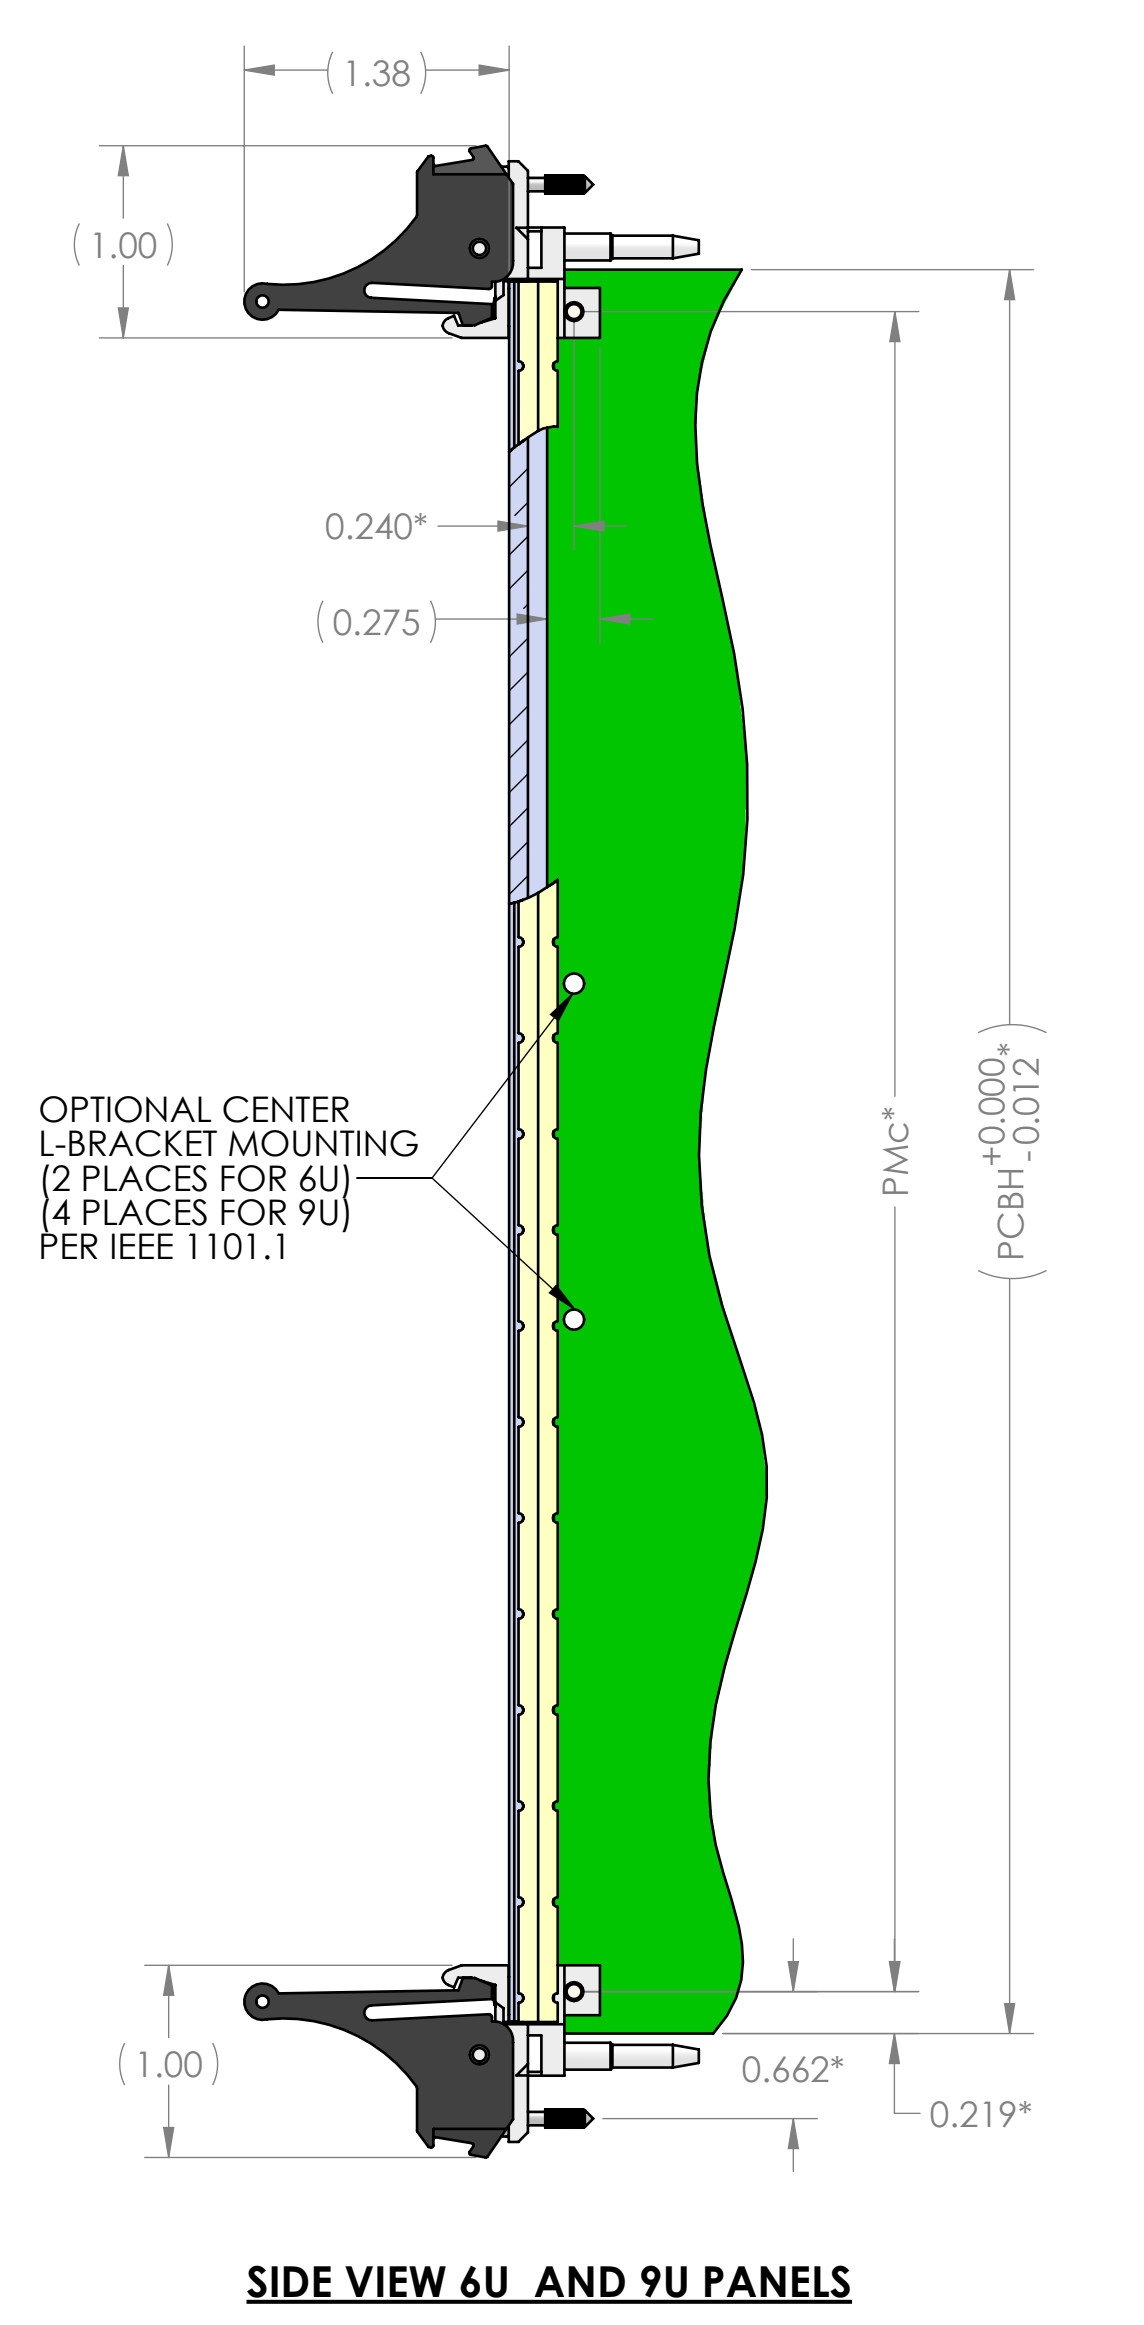 ( 1.38 )
( 1.00 )
0.240*
( 0.275 )
OPTIONAL CENTER
L-BRACKET MOUNTING
(2 PLACES FOR 6U)
(4 PLACES FOR 9U)
PER IEEE 1101.1
PMc*
( PCBH +0.000* -0.012 )
( 1.00 )
0.662*
0.219*
SIDE VIEW 6U  AND 9U PANELS